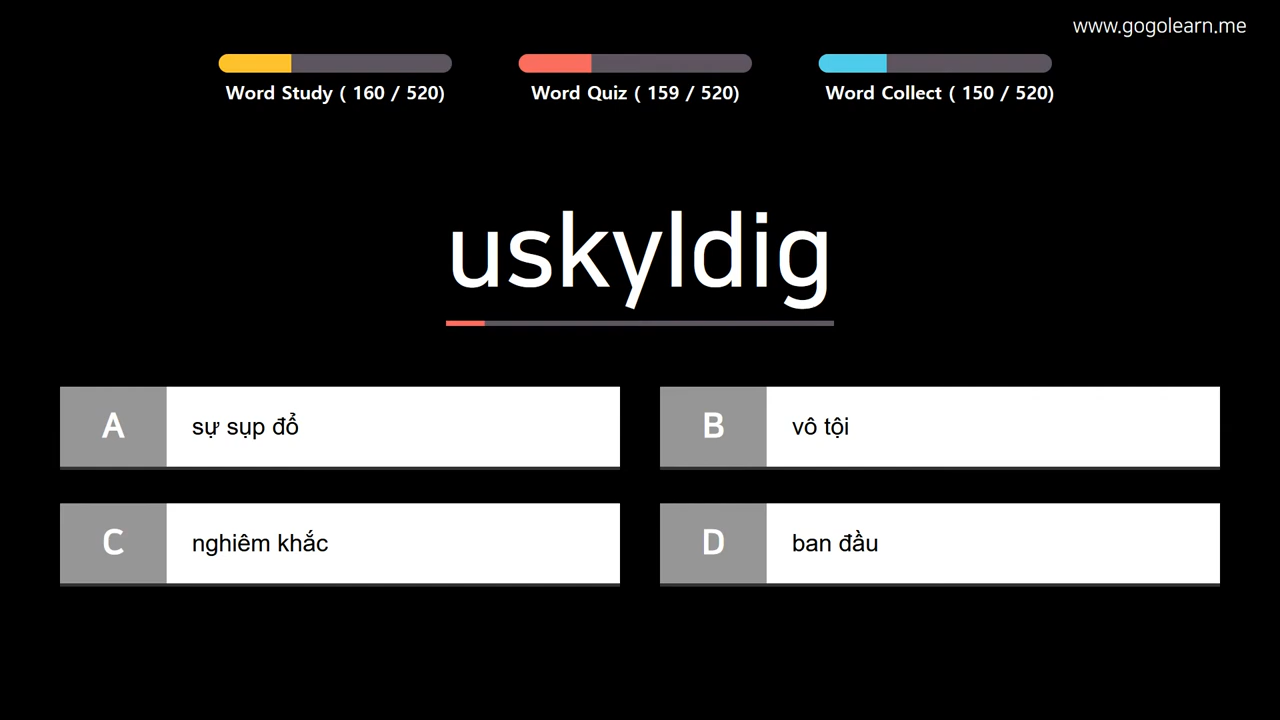 www.gogolearn.me
Word Study ( 160 / 520)
Word Quiz ( 159 / 520)
Word Collect ( 150 / 520)
uskyldig
A
sự sụp đổ
B
vô tội
C
nghiêm khắc
D
ban đầu